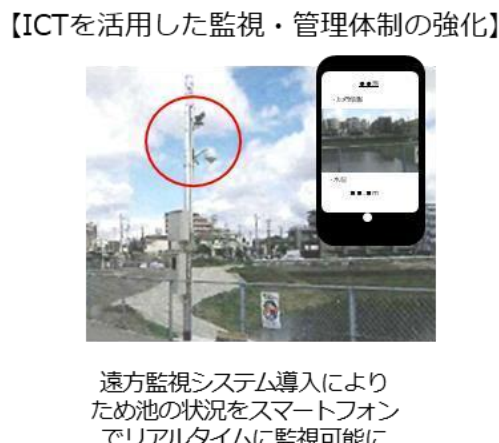 【ICTを活用した監視・管理体制の強化】
遠方監視システム導入により
ため池の状況をスマートフォン
でリアルタイムに監視可能に